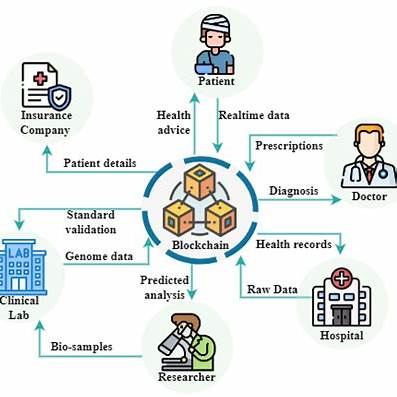 Patient
Insurance
Company
Health
advice
Realtime data
Prescriptions
Patient details
Diagnosis
Doctor
Standard
validation
Blockchain
Health records
LAB
Genome data
Predicted
analysis
Raw Data
Clinical
Lab
Hospital
Bio-samples
Researcher